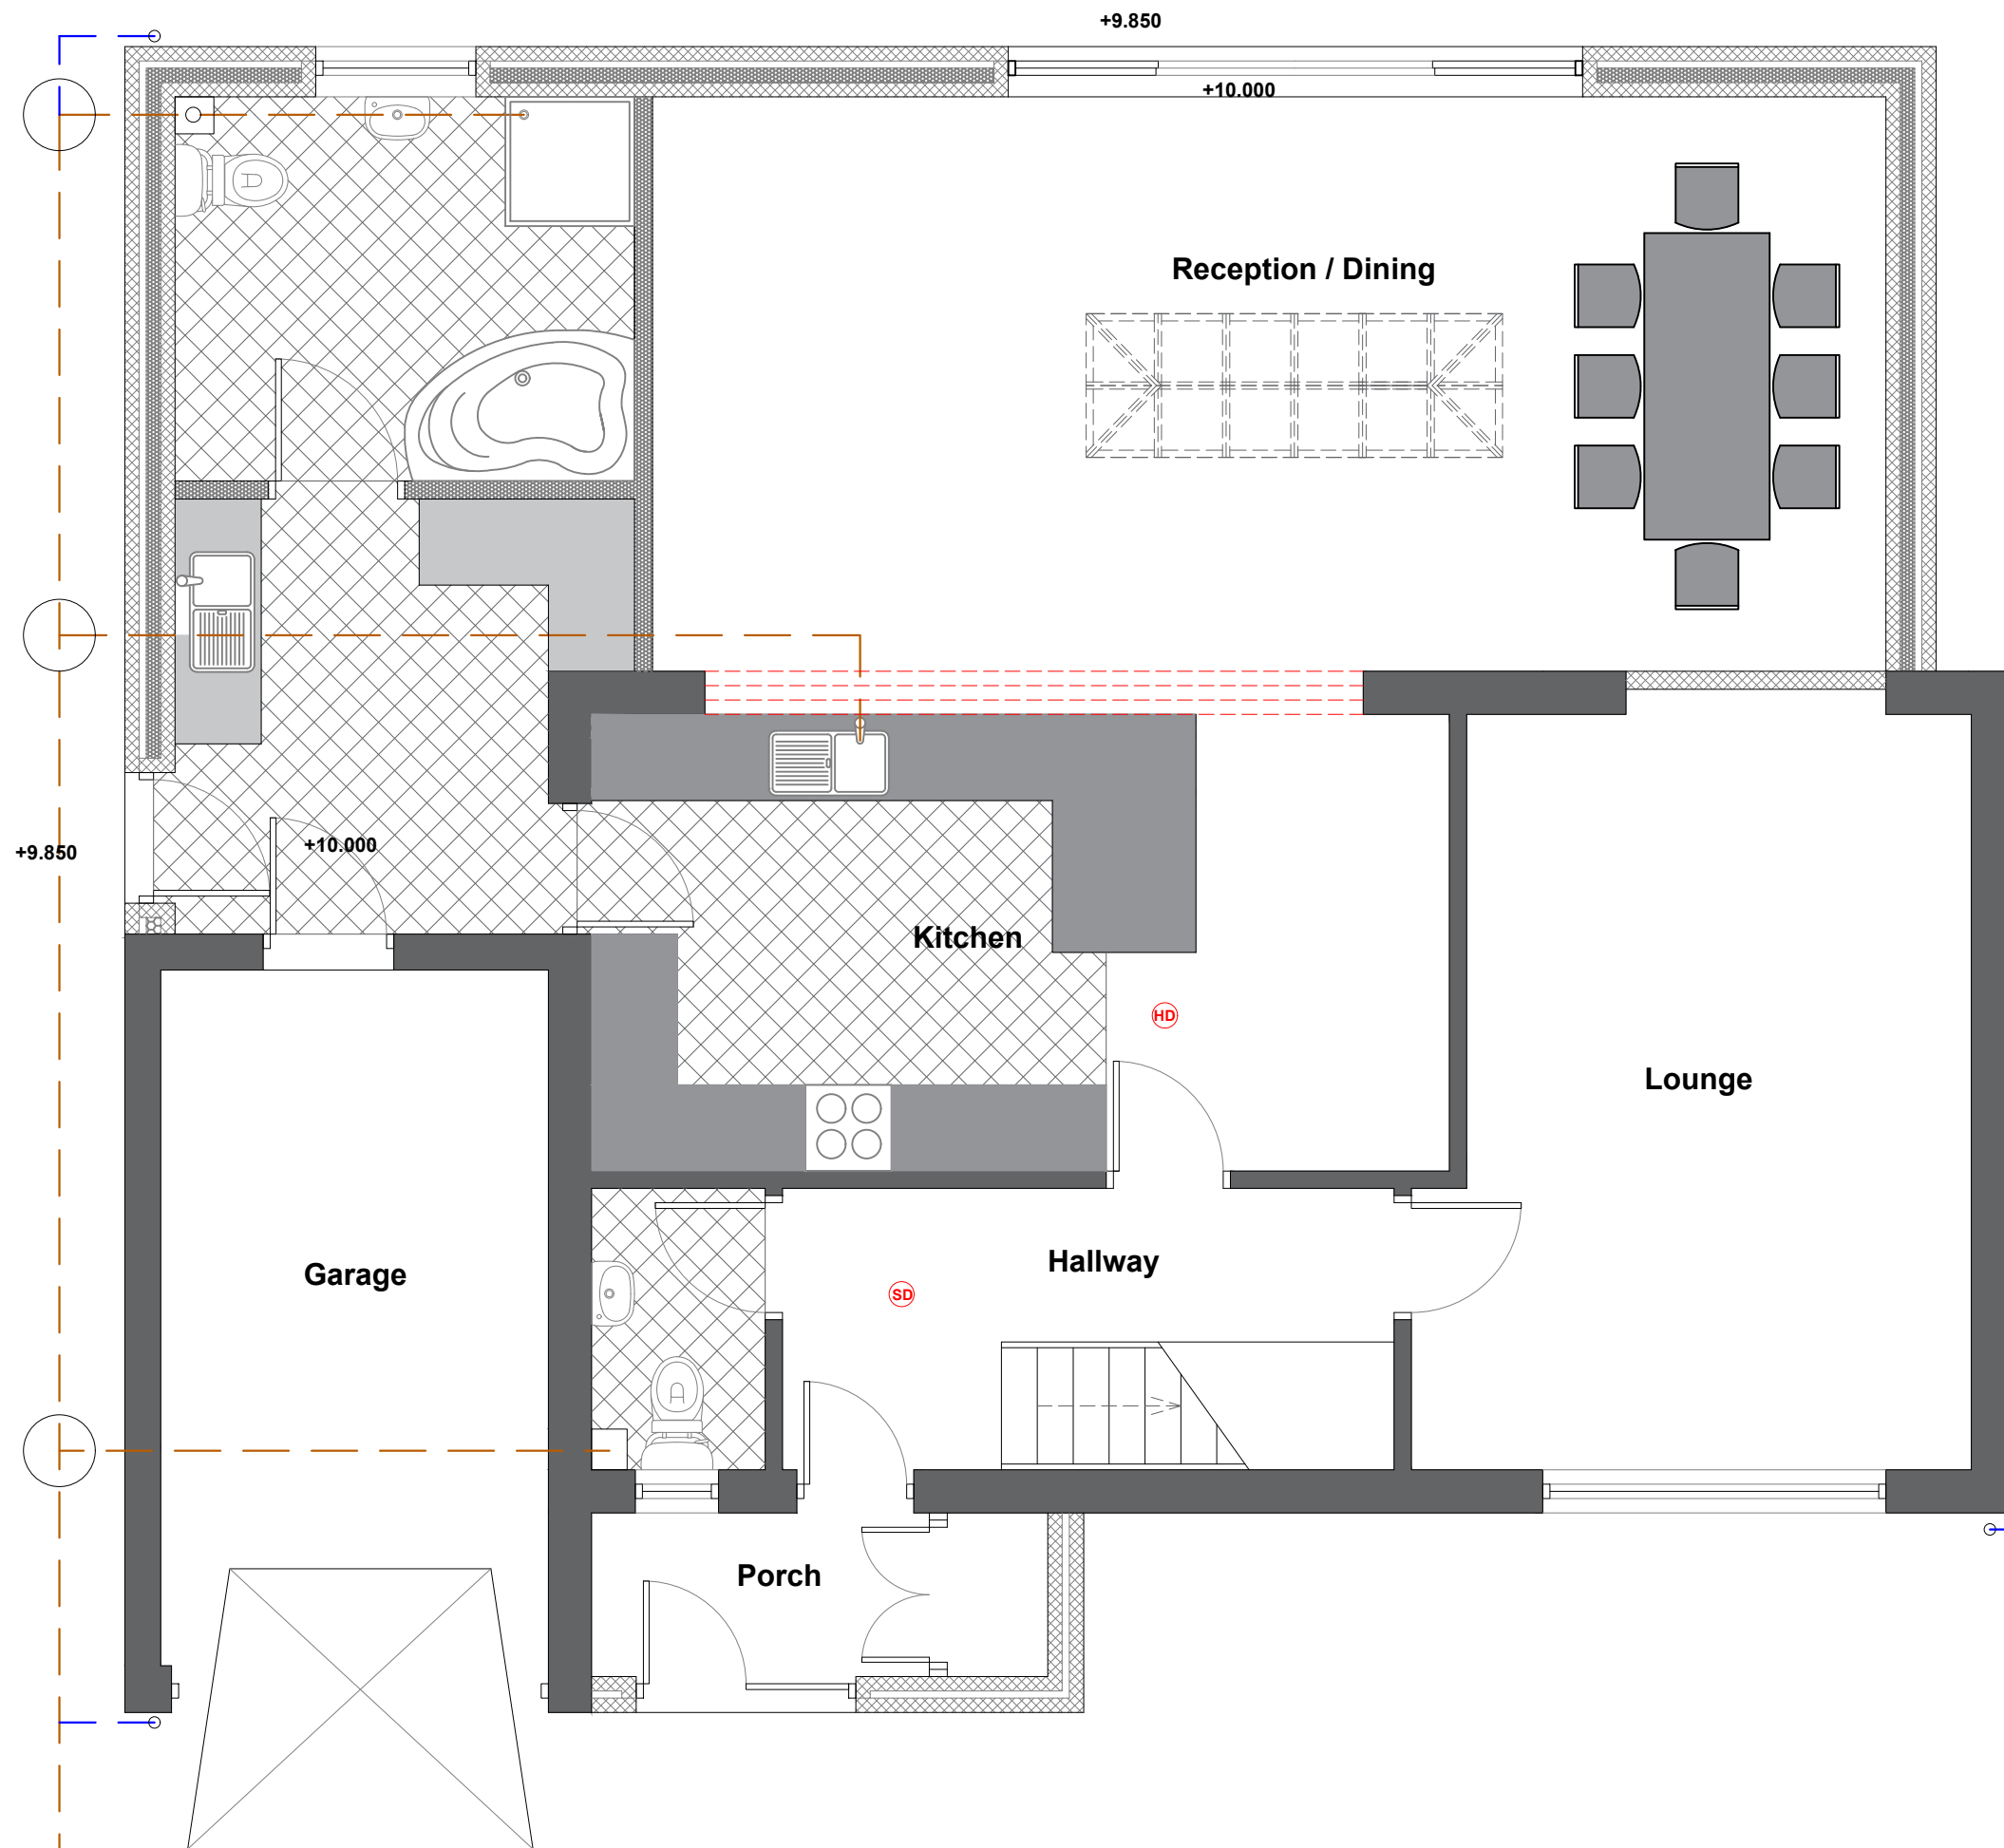 +9.850
+10.000
Reception / Dining
+10.000
+9.850
Kitchen
HD
Lounge
Hallway
Garage
SD
Porch